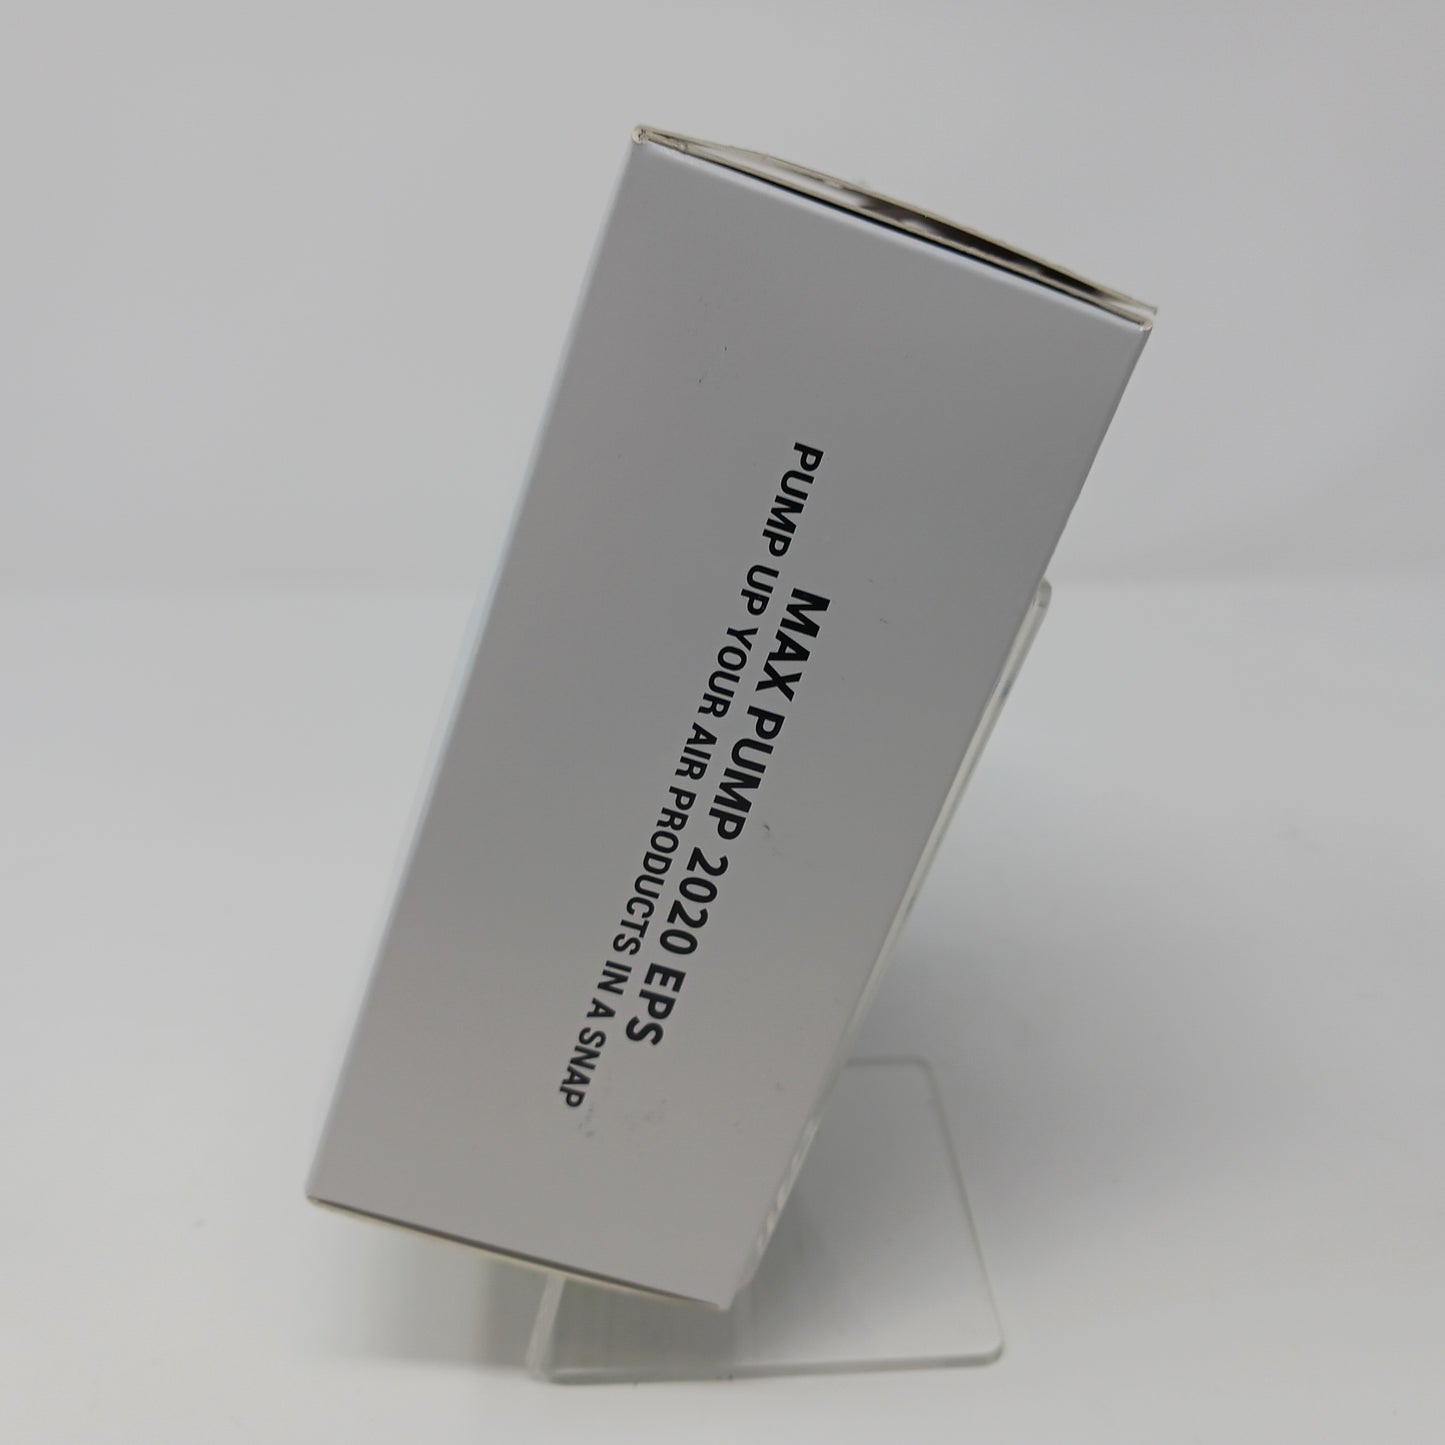 MAX PUMP 2020 EPS
PUMP UP YOUR AIR PRODUCTS IN A SNAP